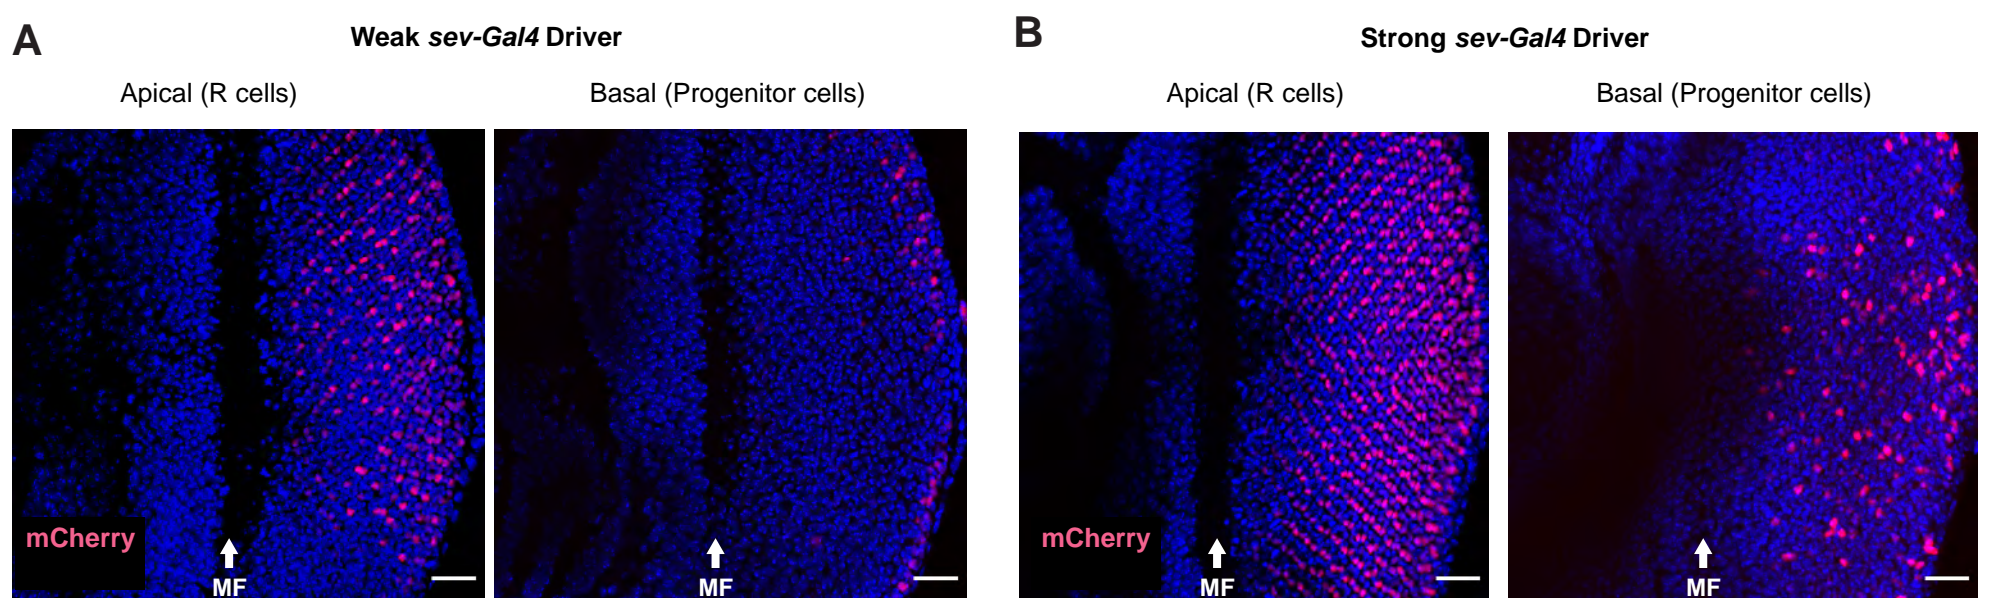 A
Weak sev-Gal4 Driver
Apical (R cells)
Basal (Progenitor cells)
mCherry
MF
MF
B
Strong sev-Gal4 Driver
Apical (R cells)
Basal (Progenitor cells)
mCherry
MF
MF